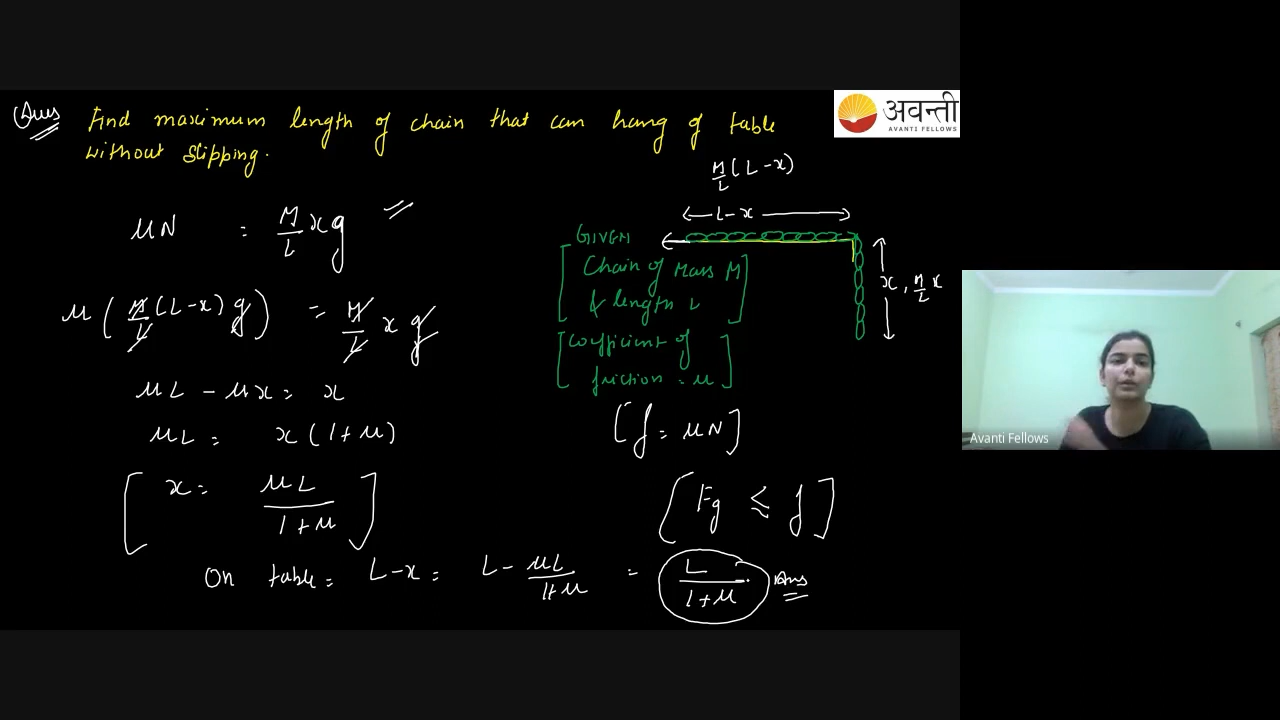 Ques Find maximum length of chain that can hang of table
without slipping.
अवन्ती
AVANTI FELLOWS
M/L (L-x)
L-x
μN = M/L xg
GIVEN
[Chain of Mass M
& length L]
x, M/L x
μ(M/L (L-x)g) = M/L x g
[Coefficient of
friction = μ]
μL - μx = x
[f = μN]
μL = x(1+μ)
Avanti Fellows
[x = μL/1+μ]
[Fg ≤ f]
On table = L-x = L - μL/1+μ = L/1+μ Ans